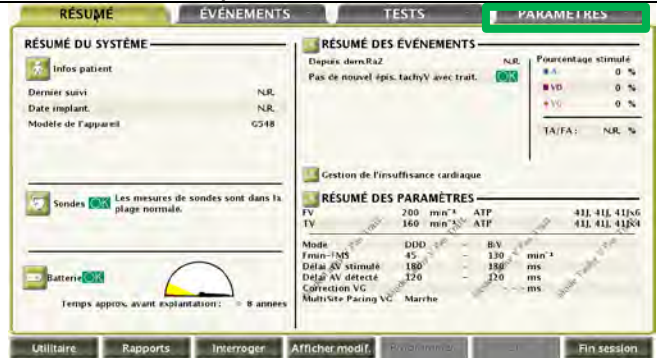 RÉSUMÉ
ÉVÉNEMENTS
TESTS
PARAMÈTRES
RÉSUMÉ DU SYSTÈME
Infos patient
Dernier suivi N.R.
Date implant. N.R.
Modèle de l'appareil G548
Sondes OK Les mesures de sondes sont dans la
plage normale.
Batterie OK
Temps approx. avant explantation : > 8 années
RÉSUMÉ DES ÉVÉNEMENTS
Depuis dern.RaZ N.R.
Pas de nouvel épis. tachyV avec trait. OK
Pourcentage stimulé
A 0 %
VD 0 %
VG 0 %
TA/FA : N.R. %
Gestion de l'insuffisance cardiaque
RÉSUMÉ DES PARAMÈTRES
FV 200 min⁻¹ ATP 41J, 41J, 41Jx6
TV 160 min⁻¹ ATP 41J, 41J, 41Jx4
Mode DDD - BiV
Fmin-FMS 45 - 130 min⁻¹
Délai AV stimulé 180 - 180 ms
Délai AV détecté 120 - 120 ms
Correction VG --- ms
MultiSite Pacing VG Marche
Utilitaire
Rapports
Interroger
Afficher modif.
Fin session